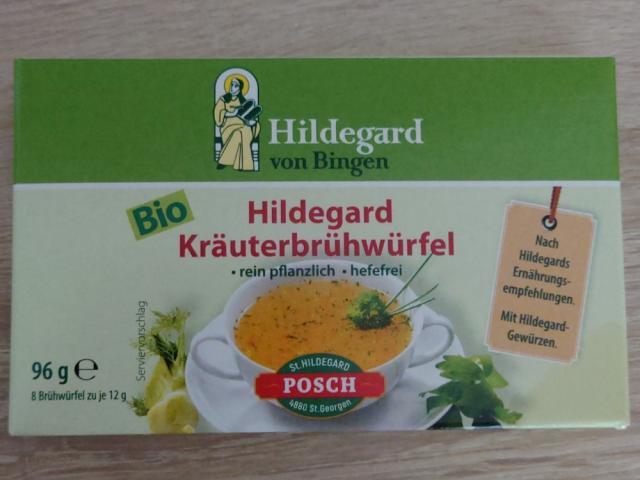 Hildegard
von Bingen
Bio
Hildegard
Kräuterbrühwürfel
• rein pflanzlich • hefefrei
Nach
Hildegards
Ernährungs-
empfehlungen.
Mit Hildegard-
Gewürzen.
Serviervorschlag
96 g ℮
8 Brühwürfel zu je 12 g
St. HILDEGARD
POSCH
4880 St.Georgen